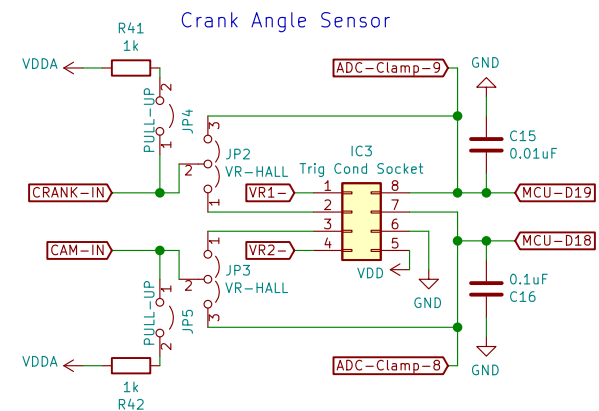 Crank Angle Sensor
R41
1k
VDDA
2
PULL-UP
JP4
1
ADC-Clamp-9
GND
C15
0.01uF
3
JP2
2
VR-HALL
1
IC3
Trig Cond Socket
CRANK-IN
VR1-
1
8
MCU-D19
2
7
3
6
CAM-IN
VR2-
4
5
MCU-D18
VDD
GND
1
JP3
2
VR-HALL
3
0.1uF
C16
1
PULL-UP
JP5
2
VDDA
1k
R42
ADC-Clamp-8
GND